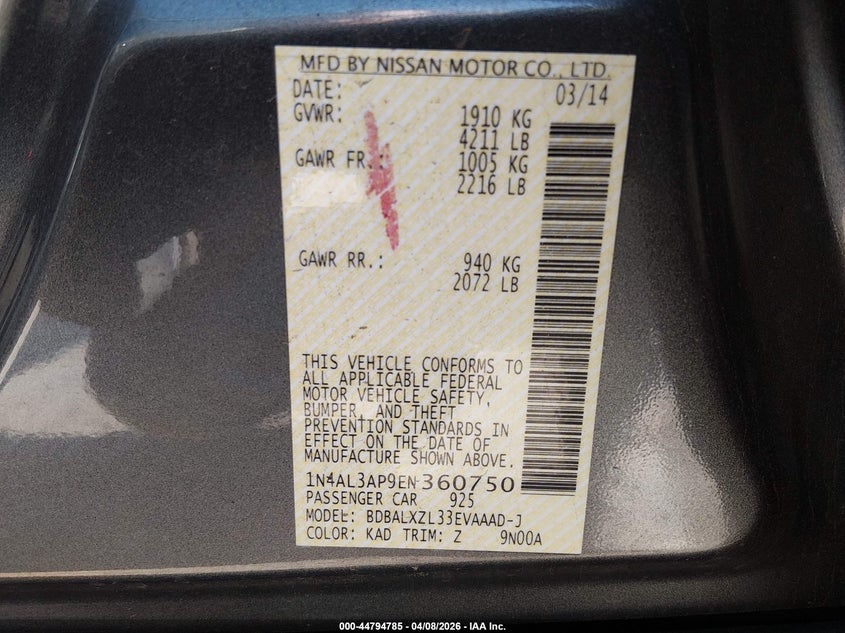 MFD BY NISSAN MOTOR CO., LTD.
DATE: 03/14
GVWR: 1910 KG
4211 LB
GAWR FR.: 1005 KG
2216 LB
GAWR RR.: 940 KG
2072 LB
THIS VEHICLE CONFORMS TO
ALL APPLICABLE FEDERAL
MOTOR VEHICLE SAFETY,
BUMPER, AND THEFT
PREVENTION STANDARDS IN
EFFECT ON THE DATE OF
MANUFACTURE SHOWN ABOVE.
1N4AL3AP9EN360750
PASSENGER CAR 925
MODEL: BDBALXZL33EVAAAD-J
COLOR: KAD TRIM: Z 9N00A
000-44794785 - 04/08/2026 - IAA Inc.